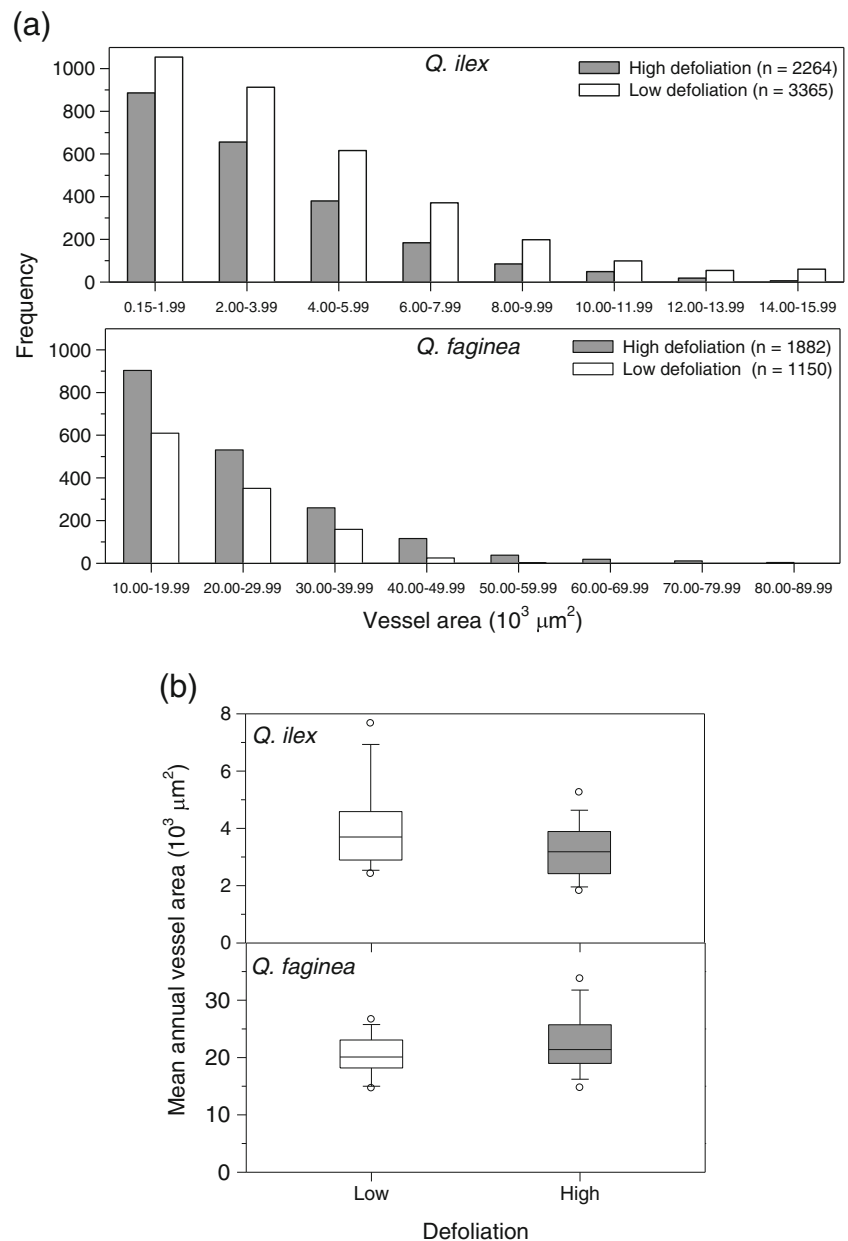 (a)
Q. ilex
High defoliation (n = 2264)
Low defoliation (n = 3365)
1000
800
600
400
200
0
0.15-1.99 2.00-3.99 4.00-5.99 6.00-7.99 8.00-9.99 10.00-11.99 12.00-13.99 14.00-15.99
Frequency
Q. faginea
High defoliation (n = 1882)
Low defoliation (n = 1150)
1000
800
600
400
200
0
10.00-19.99 20.00-29.99 30.00-39.99 40.00-49.99 50.00-59.99 60.00-69.99 70.00-79.99 80.00-89.99
Vessel area (10³ μm²)
(b)
Mean annual vessel area (10³ μm²)
8
Q. ilex
6
4
2
0
Q. faginea
30
20
10
0
Low High
Defoliation